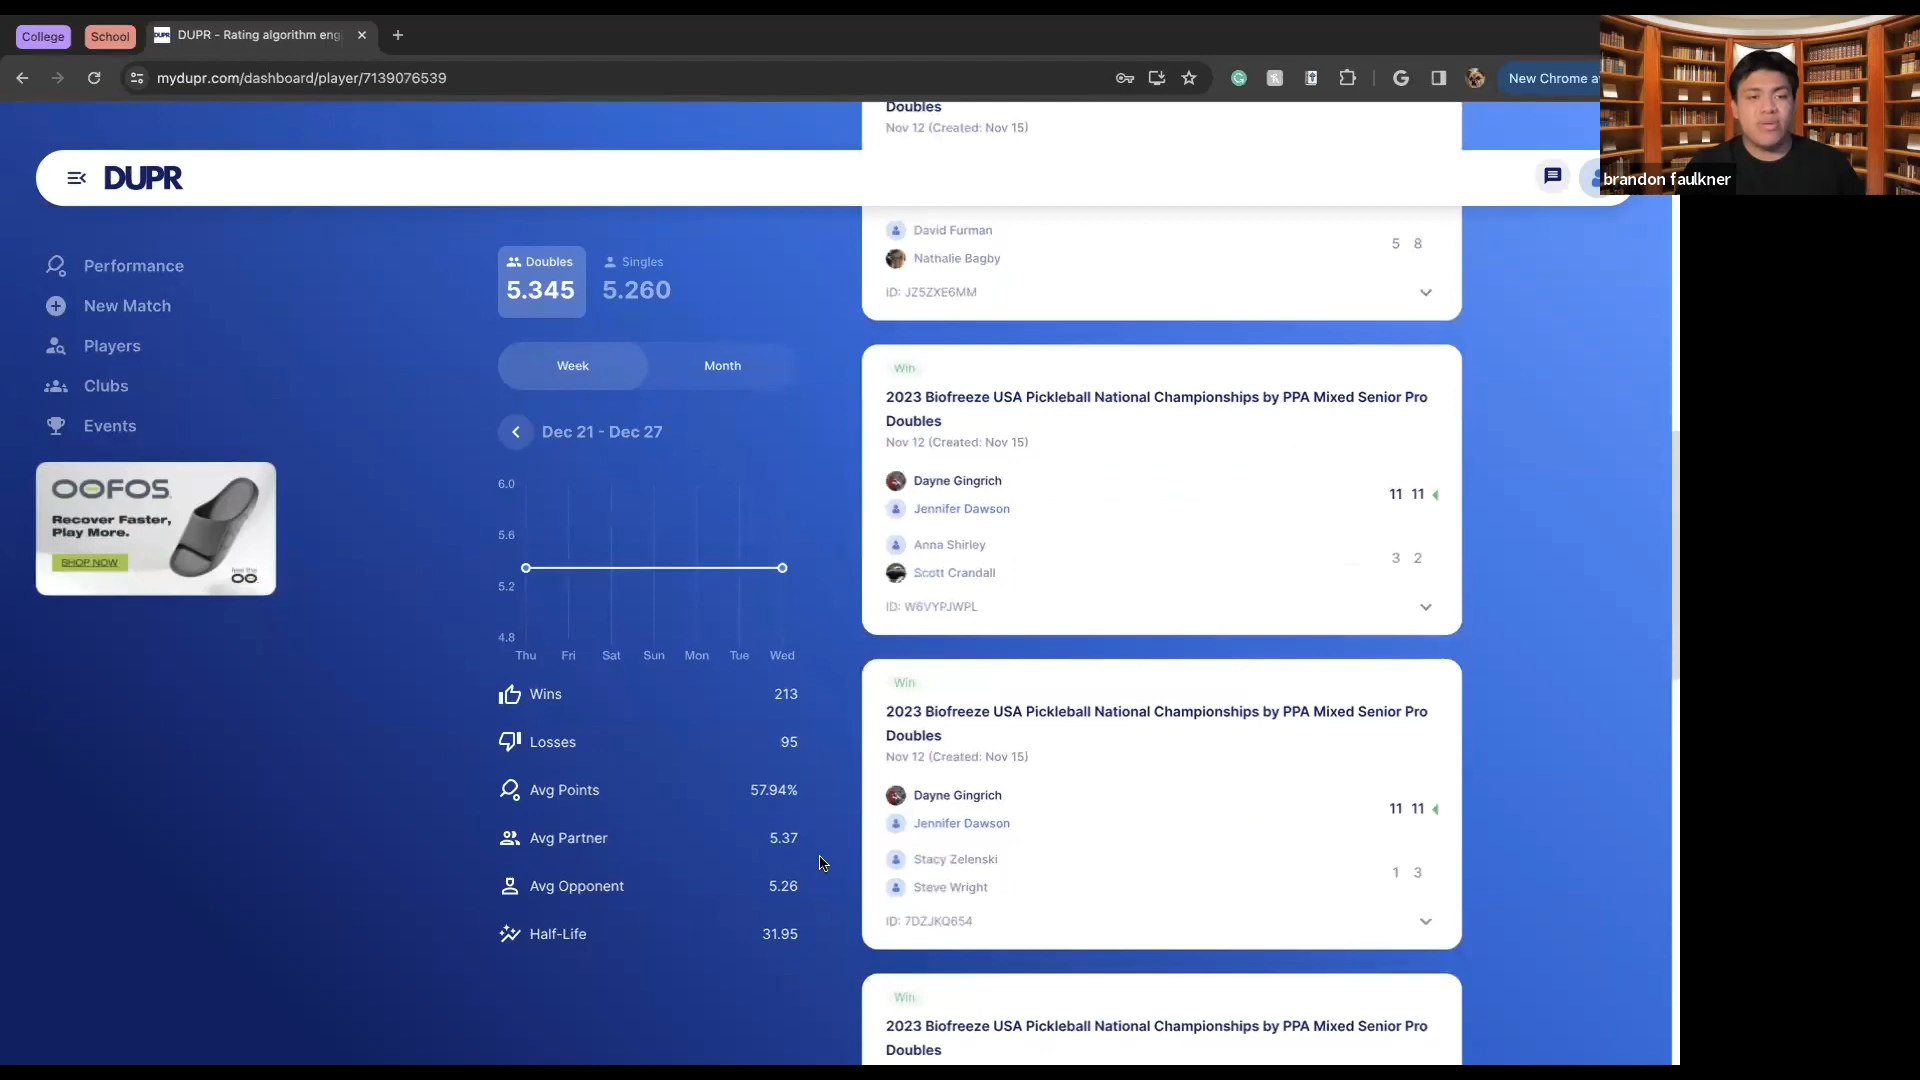 College
School
DUPR
DUPR - Rating algorithm eng
mydupr.com/dashboard/player/7139076539
New Chrome av
brandon faulkner
DUPR
Performance
New Match
Players
Clubs
Events
OOFOS
Recover Faster,
Play More.
SHOP NOW
feel the
OO
Doubles
5.345
Singles
5.260
Week
Month
Dec 21 - Dec 27
6.0
5.6
5.2
4.8
Thu Fri Sat Sun Mon Tue Wed
Wins 213
Losses 95
Avg Points 57.94%
Avg Partner 5.37
Avg Opponent 5.26
Half-Life 31.95
Doubles
Nov 12 (Created: Nov 15)
David Furman
Nathalie Bagby
5 8
ID: JZ5ZXE6MM
Win
2023 Biofreeze USA Pickleball National Championships by PPA Mixed Senior Pro
Doubles
Nov 12 (Created: Nov 15)
Dayne Gingrich
Jennifer Dawson
11 11
Anna Shirley
Scott Crandall
3 2
ID: W6VYPJWPL
Win
2023 Biofreeze USA Pickleball National Championships by PPA Mixed Senior Pro
Doubles
Nov 12 (Created: Nov 15)
Dayne Gingrich
Jennifer Dawson
11 11
Stacy Zelenski
Steve Wright
1 3
ID: 7DZJKQ654
Win
2023 Biofreeze USA Pickleball National Championships by PPA Mixed Senior Pro
Doubles